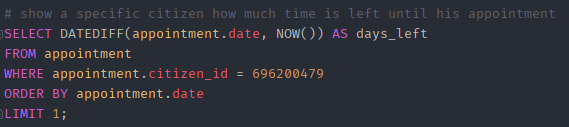 # show a specific citizen how much time is left until his appointment
SELECT DATEDIFF(appointment.date, NOW()) AS days_left
FROM appointment
WHERE appointment.citizen_id = 696200479
ORDER BY appointment.date
LIMIT 1;